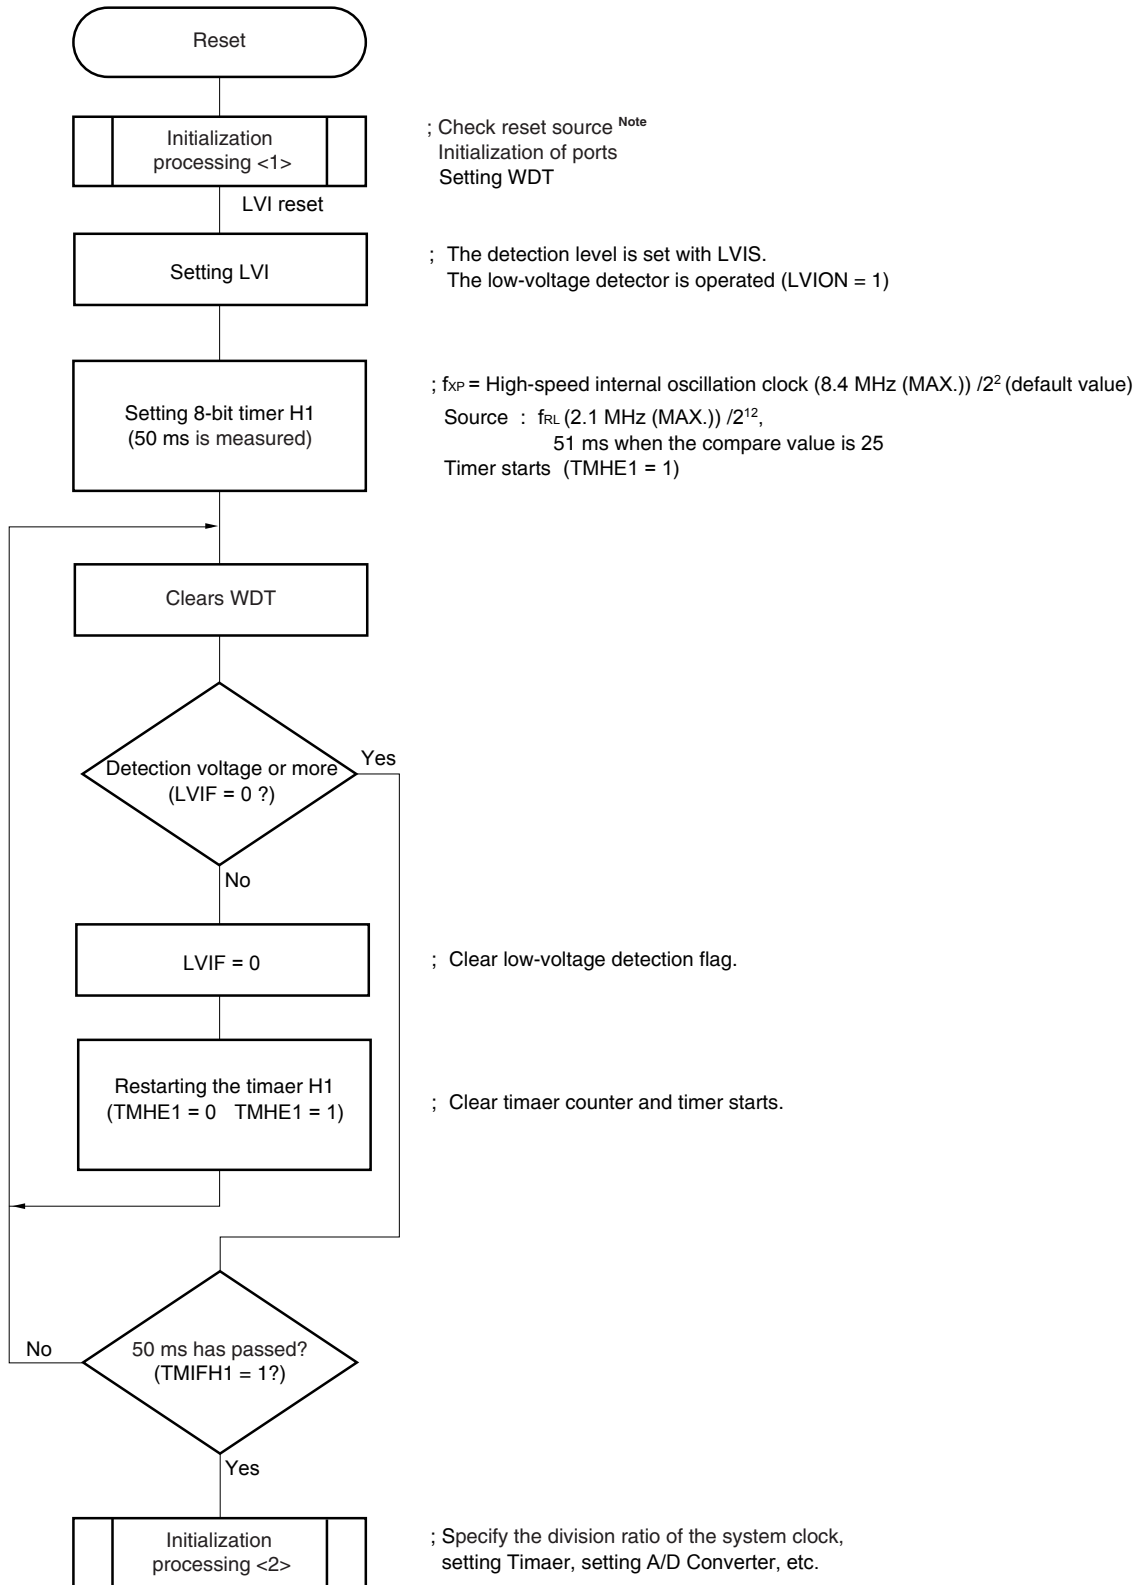 Reset
Initialization
processing <1>
; Check reset source Note
Initialization of ports
Setting WDT
LVI reset
Setting LVI
; The detection level is set with LVIS.
The low-voltage detector is operated (LVION = 1)
Setting 8-bit timer H1
(50 ms is measured)
; fXP = High-speed internal oscillation clock (8.4 MHz (MAX.)) /2² (default value)
Source : fRL (2.1 MHz (MAX.)) /2¹²,
51 ms when the compare value is 25
Timer starts (TMHE1 = 1)
Clears WDT
Detection voltage or more
(LVIF = 0 ?)
Yes
No
LVIF = 0
; Clear low-voltage detection flag.
Restarting the timaer H1
(TMHE1 = 0 TMHE1 = 1)
; Clear timaer counter and timer starts.
No
50 ms has passed?
(TMIFH1 = 1?)
Yes
Initialization
processing <2>
; Specify the division ratio of the system clock,
setting Timaer, setting A/D Converter, etc.